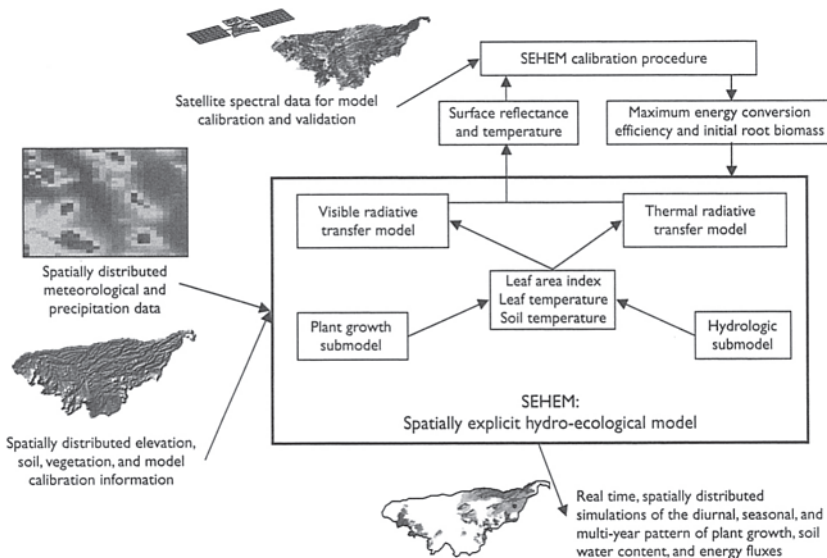 SEHEM calibration procedure
Satellite spectral data for model
calibration and validation
Surface reflectance
and temperature
Maximum energy conversion
efficiency and initial root biomass
Visible radiative
transfer model
Thermal radiative
transfer model
Spatially distributed
meteorological and
precipitation data
Leaf area index
Leaf temperature
Soil temperature
Plant growth
submodel
Hydrologic
submodel
SEHEM:
Spatially explicit hydro-ecological model
Spatially distributed elevation,
soil, vegetation, and model
calibration information
Real time, spatially distributed
simulations of the diurnal, seasonal, and
multi-year pattern of plant growth, soil
water content, and energy fluxes